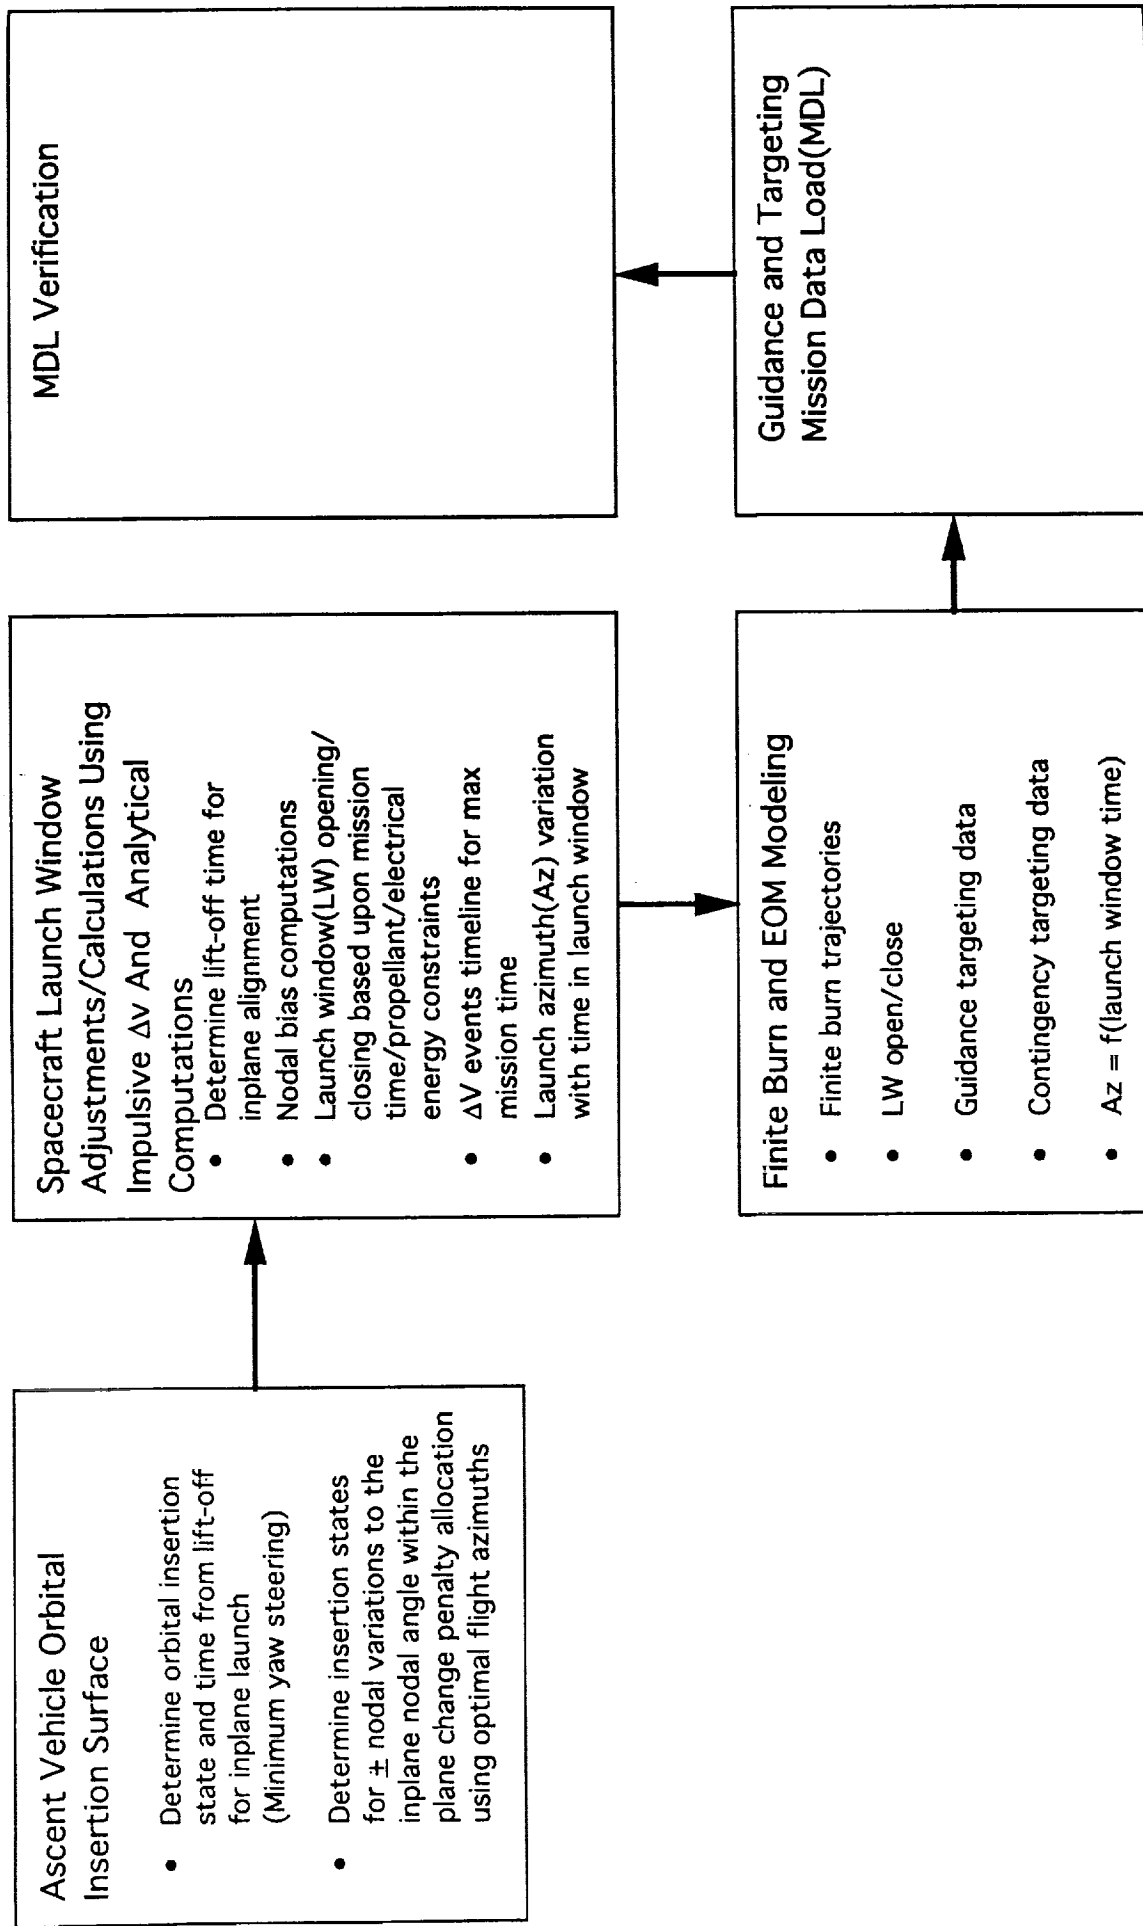 Ascent Vehicle Orbital
Insertion Surface
• Determine orbital insertion
state and time from lift-off
for inplane launch
(Minimum yaw steering)
• Determine insertion states
for ± nodal variations to the
inplane nodal angle within the
plane change penalty allocation
using optimal flight azimuths
Spacecraft Launch Window
Adjustments/Calculations Using
Impulsive Δv And Analytical
Computations
• Determine lift-off time for
inplane alignment
• Nodal bias computations
• Launch window(LW) opening/
closing based upon mission
time/propellant/electrical
energy constraints
• ΔV events timeline for max
mission time
• Launch azimuth(Az) variation
with time in launch window
Finite Burn and EOM Modeling
• Finite burn trajectories
• LW open/close
• Guidance targeting data
• Contingency targeting data
• Az = f(launch window time)
Guidance and Targeting
Mission Data Load(MDL)
MDL Verification